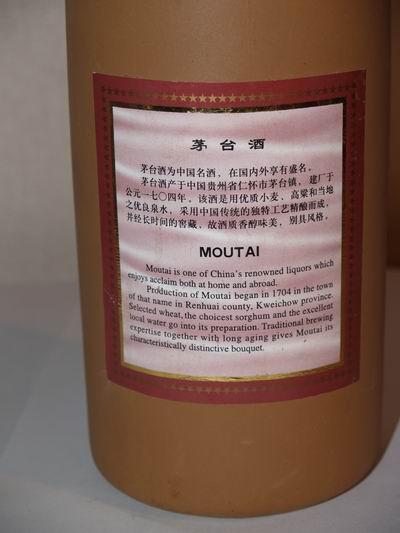 茅台酒
茅台酒为中国名酒，在国内外享有盛名。
茅台酒产于中国贵州省仁怀市茅台镇，建厂于
公元一七〇四年，该酒是用优质小麦、高粱和当地
之优良泉水，采用中国传统的独特工艺精酿而成，
并经长时间的窖藏，故酒质香醇味美，别具风格。
MOUTAI
Moutai is one of China's renowned liquors which
enjoys acclaim both at home and abroad.
Production of Moutai began in 1704 in the town
of that name in Renhuai county, Kweichow province.
Selected wheat, the choicest sorghum and the excellent
local water go into its preparation. Traditional brewing
expertise together with long aging gives Moutai its
characteristically distinctive bouquet.